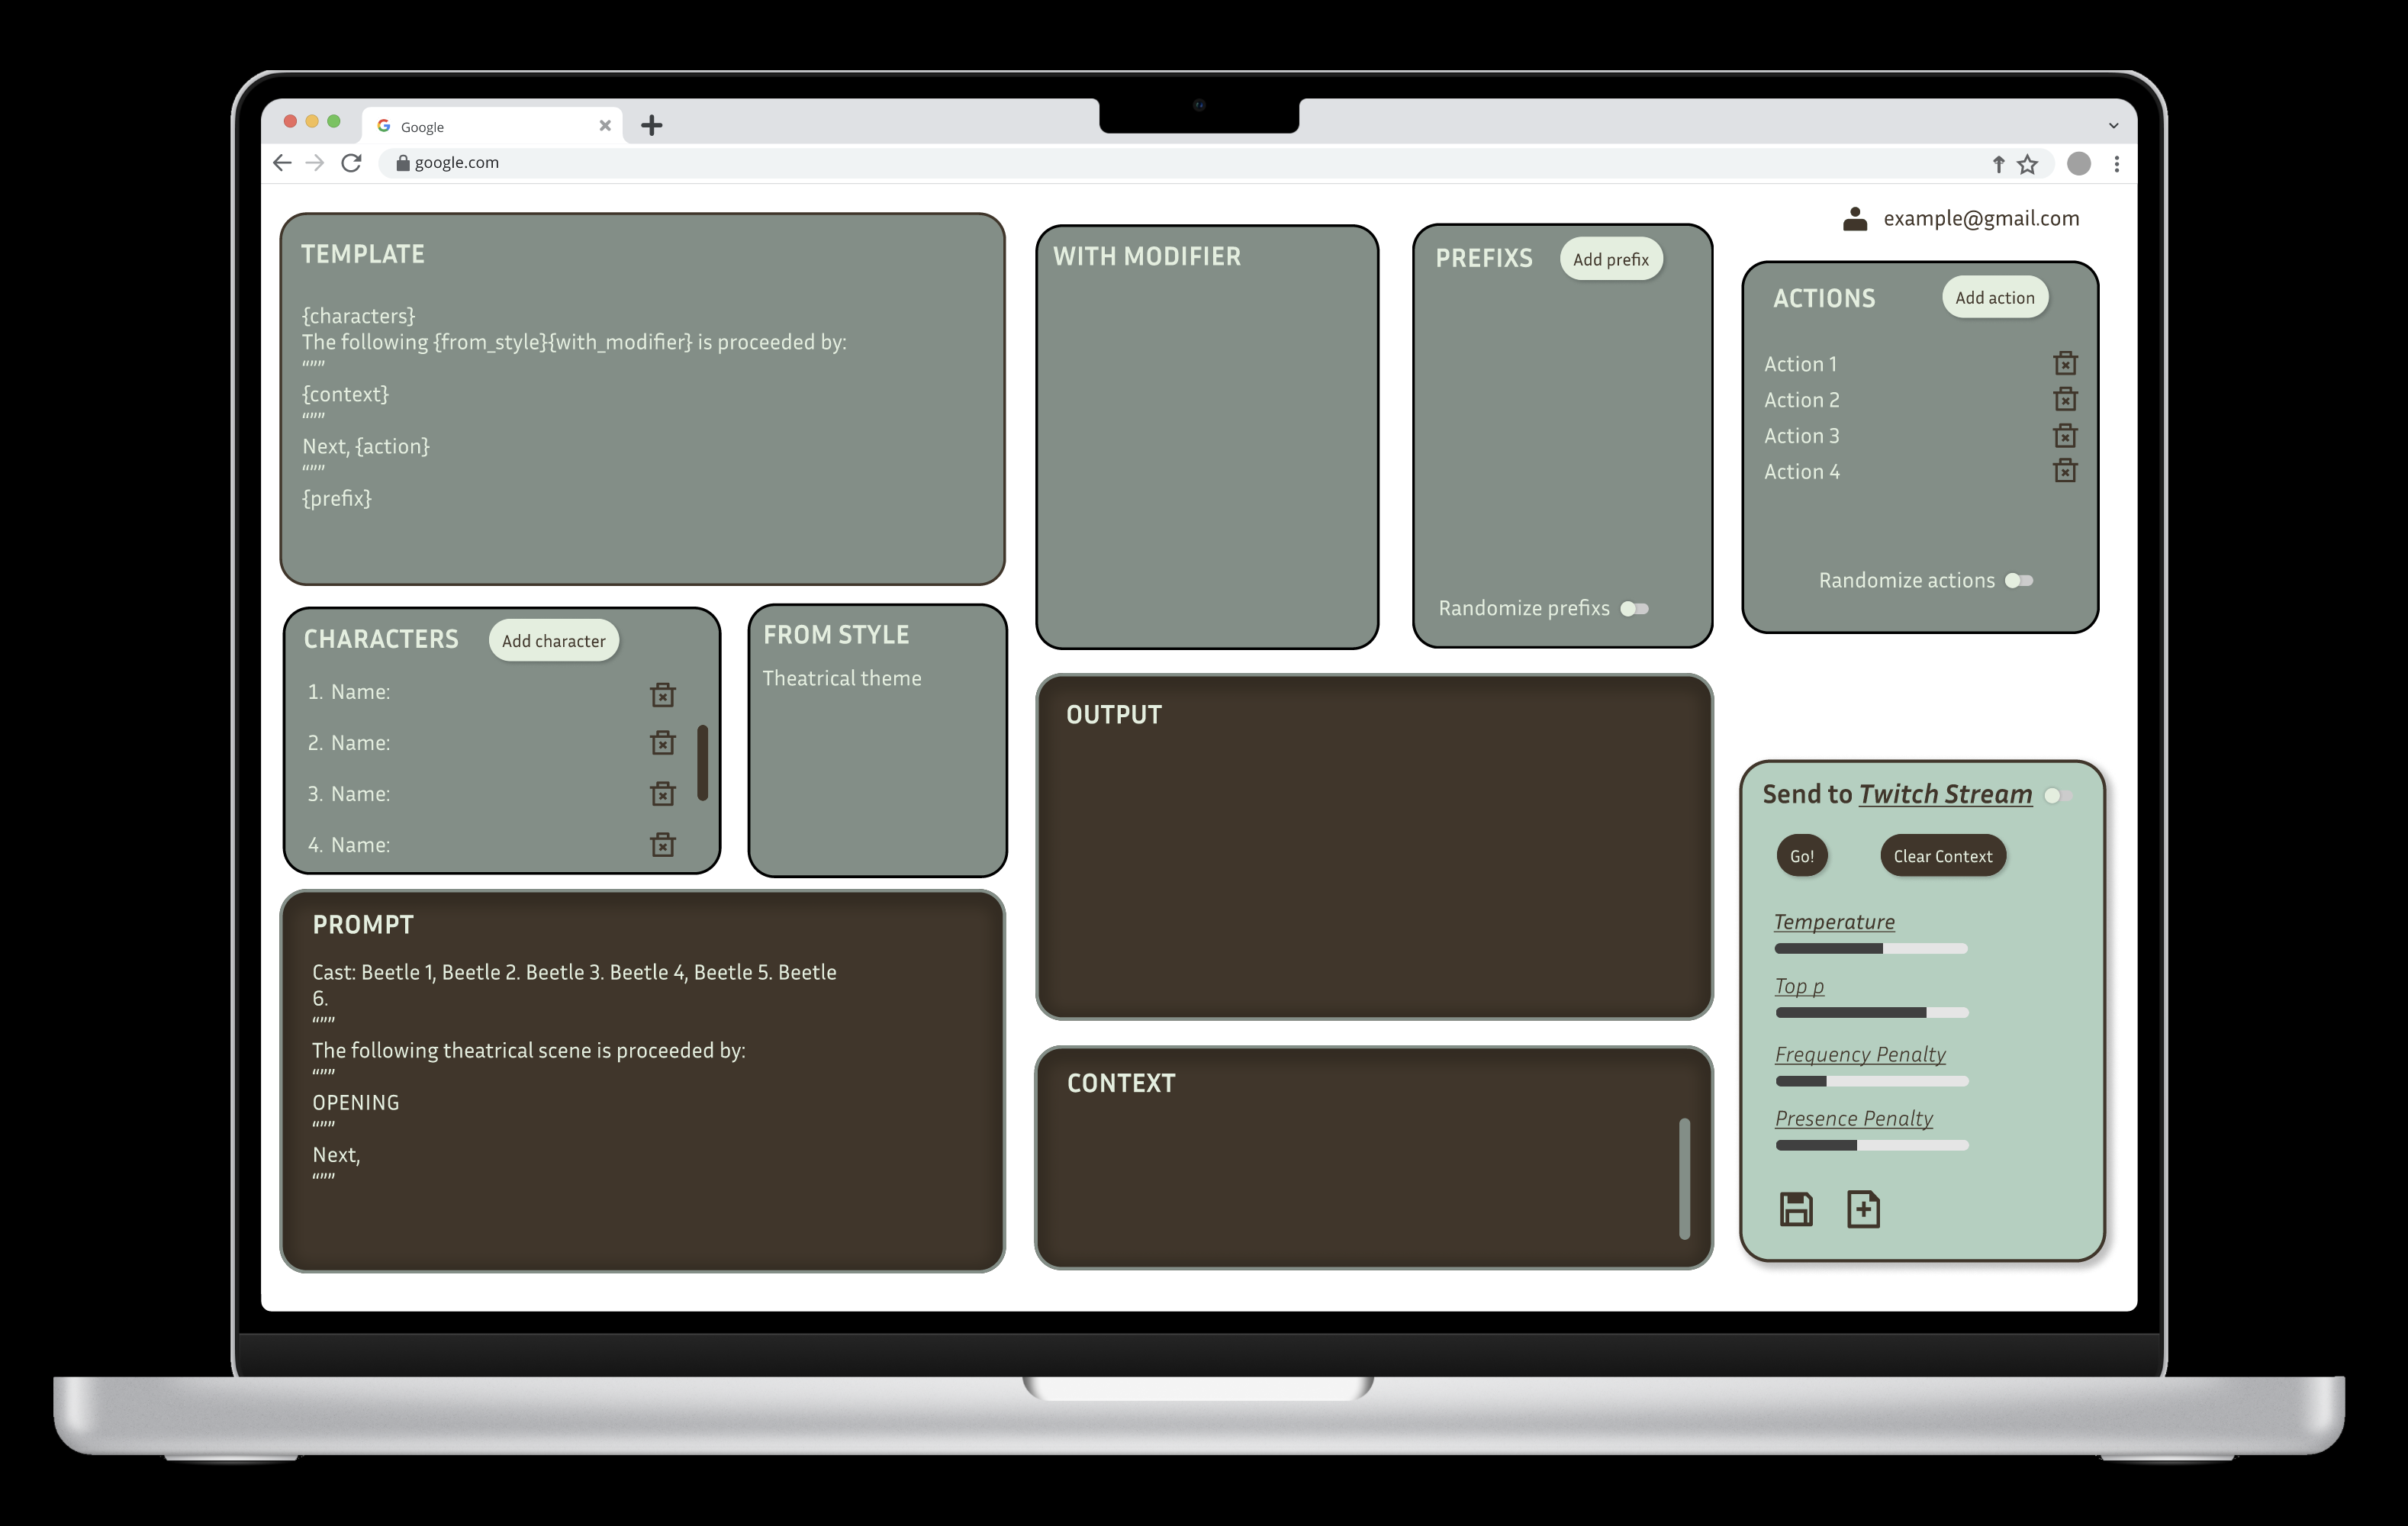 Google
google.com
example@gmail.com
TEMPLATE
{characters}
The following {from_style}{with_modifier} is proceeded by:
“””
{context}
“””
Next, {action}
“””
{prefix}
WITH MODIFIER
PREFIXS
Add prefix
Randomize prefixs
ACTIONS
Add action
Action 1
Action 2
Action 3
Action 4
Randomize actions
CHARACTERS
Add character
1. Name:
2. Name:
3. Name:
4. Name:
FROM STYLE
Theatrical theme
OUTPUT
PROMPT
Cast: Beetle 1, Beetle 2. Beetle 3. Beetle 4, Beetle 5. Beetle
6.
“””
The following theatrical scene is proceeded by:
“””
OPENING
“””
Next,
“””
CONTEXT
Send to Twitch Stream
Go!
Clear Context
Temperature
Top p
Frequency Penalty
Presence Penalty